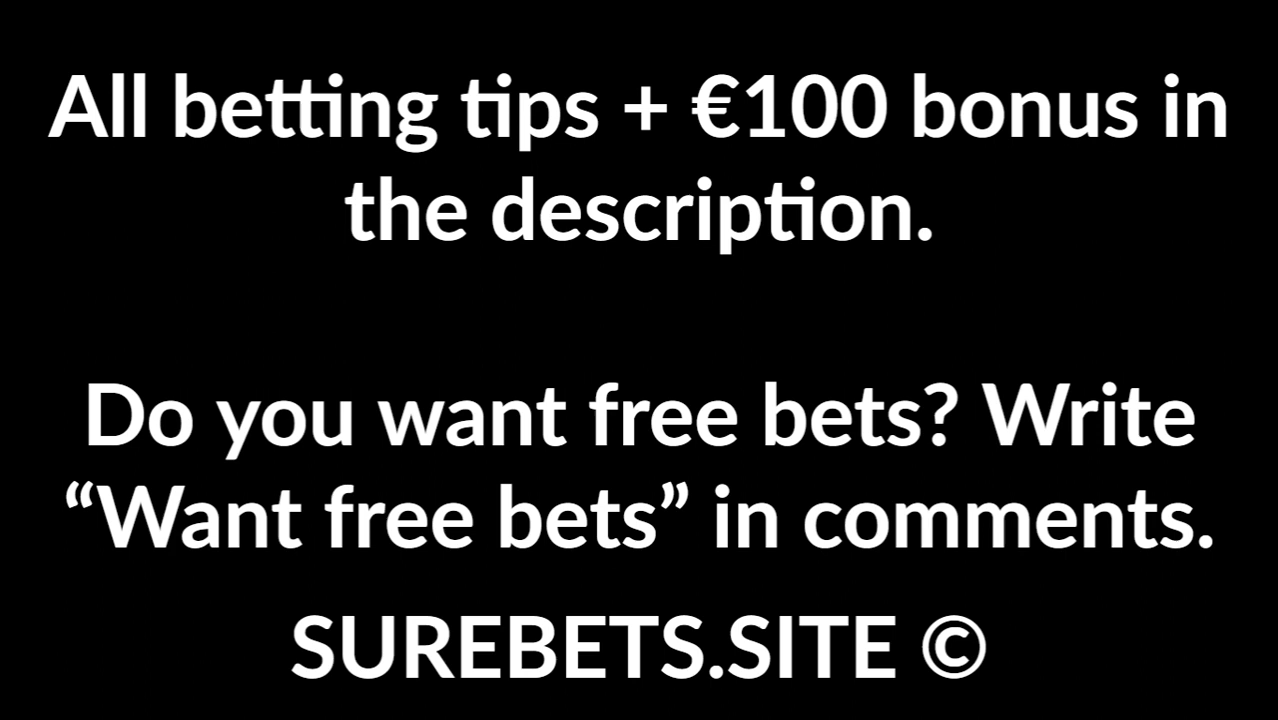 All betting tips + €100 bonus in
the description.
Do you want free bets? Write
“Want free bets” in comments.
SUREBETS.SITE ©